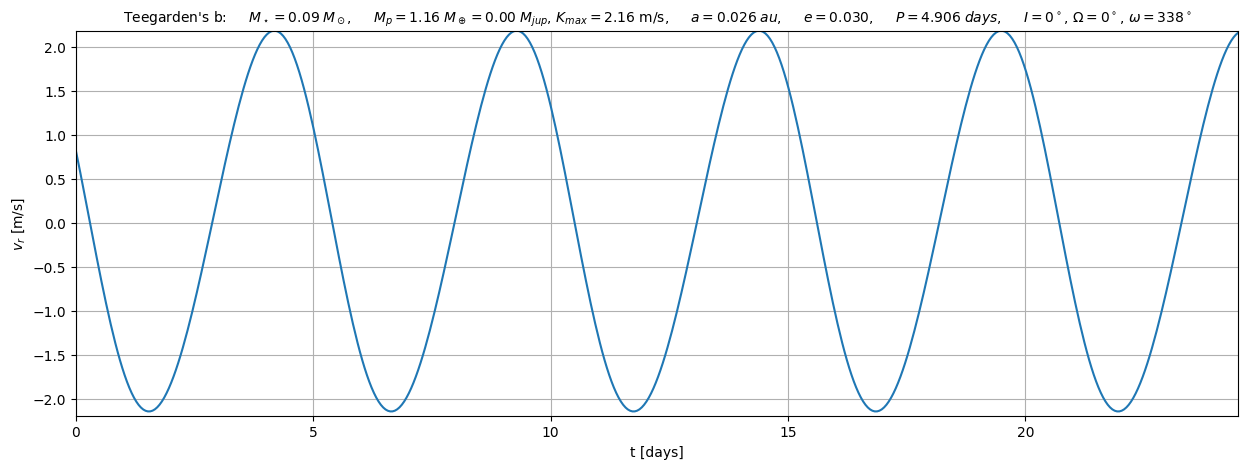 Teegarden's b: M⋆ = 0.09 M⊙, Mp = 1.16 M⊕ = 0.00 Mjup, Kmax = 2.16 m/s, a = 0.026 au, e = 0.030, P = 4.906 days, I = 0°, Ω = 0°, ω = 338°
2.0
1.5
1.0
0.5
0.0
−0.5
−1.0
−1.5
−2.0
vr [m/s]
0 5 10 15 20
t [days]